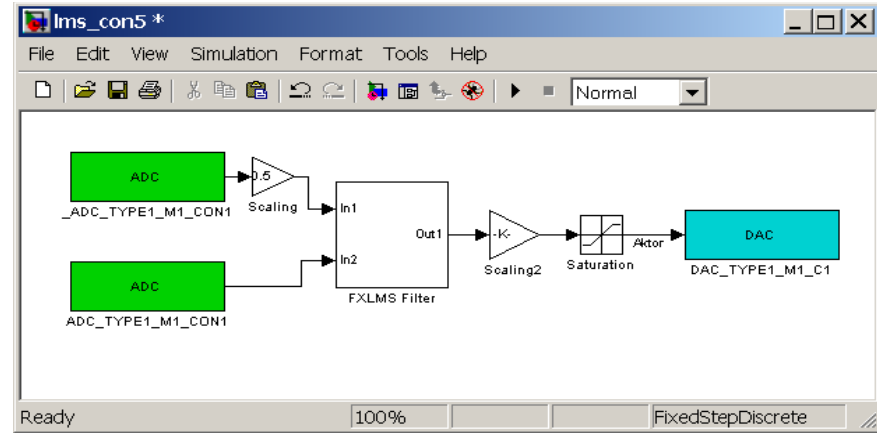 lms_con5 *
File Edit View Simulation Format Tools Help
Normal
ADC
0.5
_ADC_TYPE1_M1_CON1
Scaling
In1
Out1
In2
FXLMS Filter
-K-
Scaling2
Saturation
Aktor
DAC
DAC_TYPE1_M1_C1
ADC
ADC_TYPE1_M1_CON1
Ready 100% FixedStepDiscrete